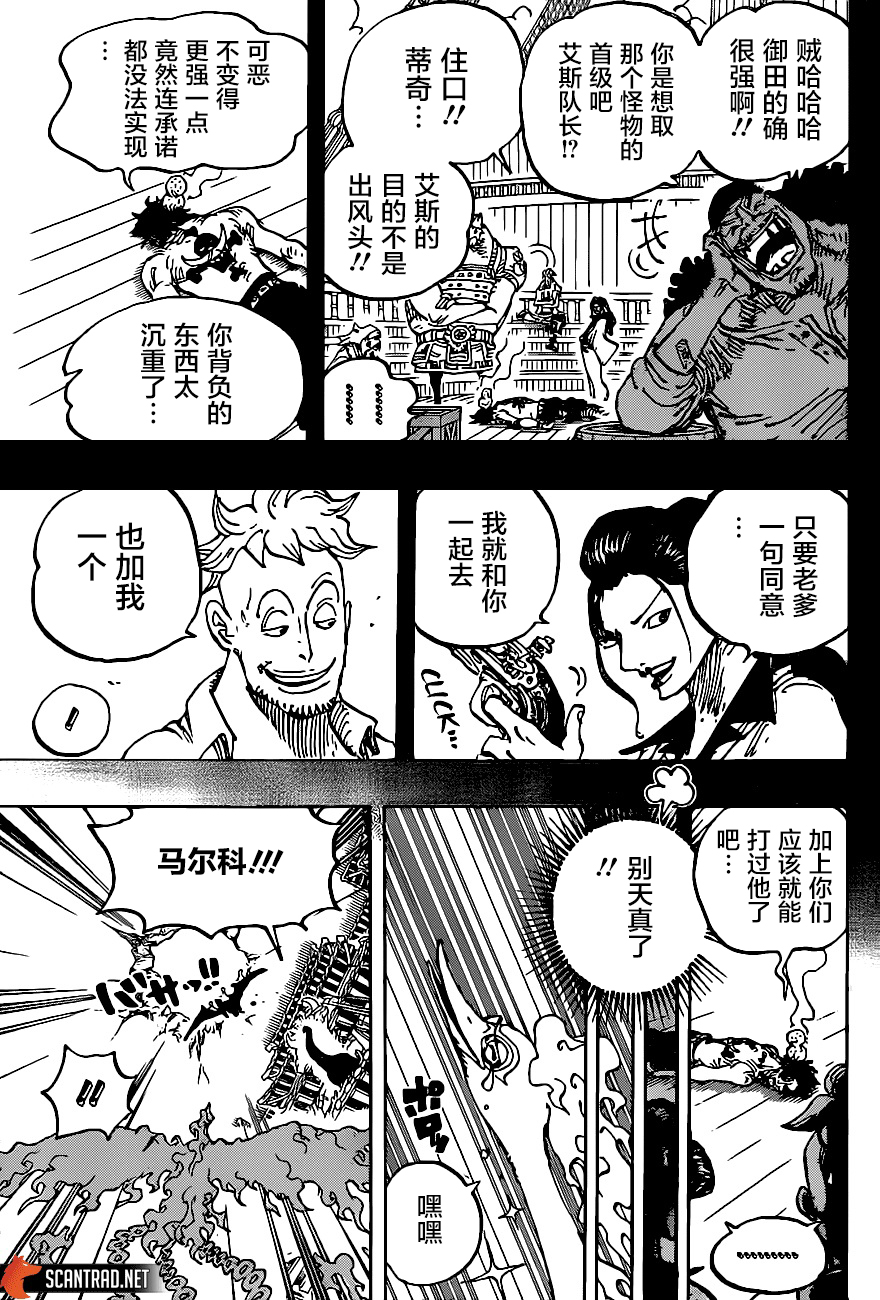 贼哈哈哈
御田的确
很强啊!!
你是想取
那个怪物的
首级吧
艾斯队长!?
住口!!
蒂奇…
艾斯的
目的不是
出风头!!
……
……
可恶
不变得
更强一点
竟然连承诺
都没法实现
…
你背负的
东西太
沉重了…
只要老爹
一句同意
…
我就和你
一起去
CLICK...
也加我
一个
!
加上你们
应该就能
打过他了
吧…
别天真了
!!
………
ポロッ
嘿
嘿
马尔科!!!
バサッ!!
!!
SCANTRAD.NET